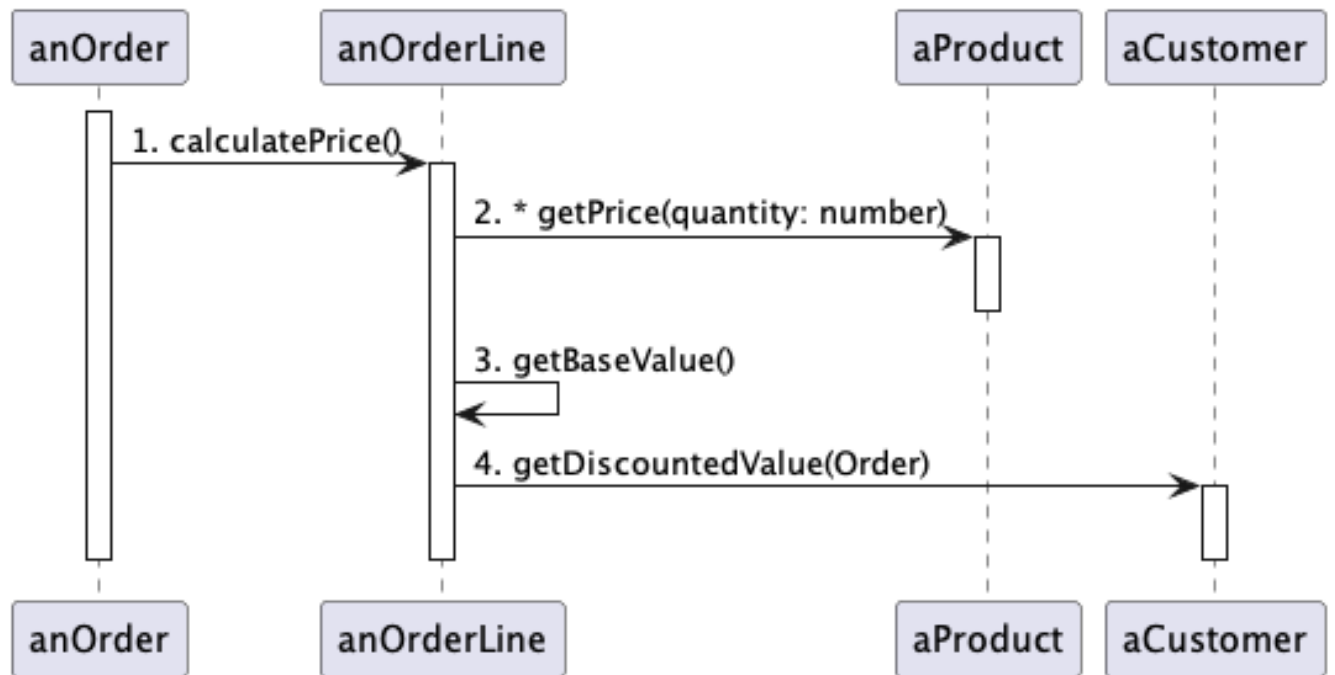 anOrder
anOrderLine
aProduct
aCustomer
1. calculatePrice()
2. * getPrice(quantity: number)
3. getBaseValue()
4. getDiscountedValue(Order)
anOrder
anOrderLine
aProduct
aCustomer